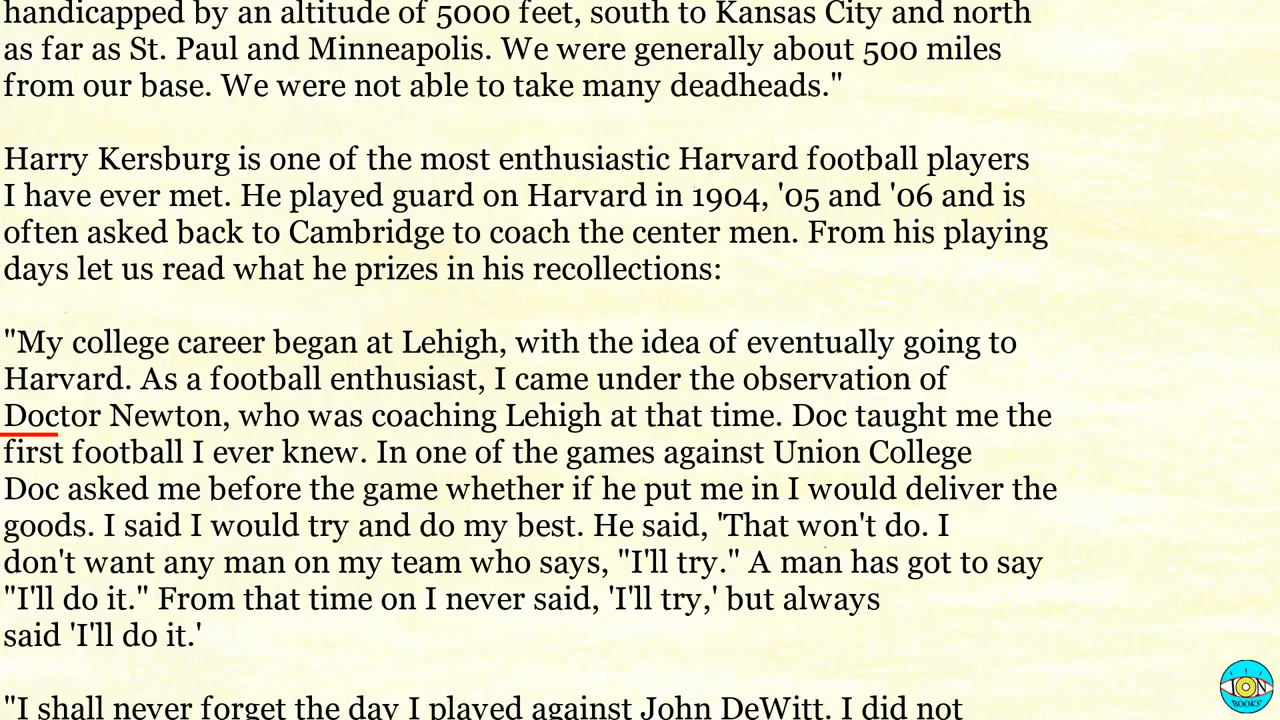 handicapped by an altitude of 5000 feet, south to Kansas City and north
as far as St. Paul and Minneapolis. We were generally about 500 miles
from our base. We were not able to take many deadheads."
Harry Kersburg is one of the most enthusiastic Harvard football players
I have ever met. He played guard on Harvard in 1904, '05 and '06 and is
often asked back to Cambridge to coach the center men. From his playing
days let us read what he prizes in his recollections:
"My college career began at Lehigh, with the idea of eventually going to
Harvard. As a football enthusiast, I came under the observation of
Doctor Newton, who was coaching Lehigh at that time. Doc taught me the
first football I ever knew. In one of the games against Union College
Doc asked me before the game whether if he put me in I would deliver the
goods. I said I would try and do my best. He said, 'That won't do. I
don't want any man on my team who says, "I'll try." A man has got to say
"I'll do it." From that time on I never said, 'I'll try,' but always
said 'I'll do it.'
"I shall never forget the day I played against John DeWitt. I did not
ION
BOOKS